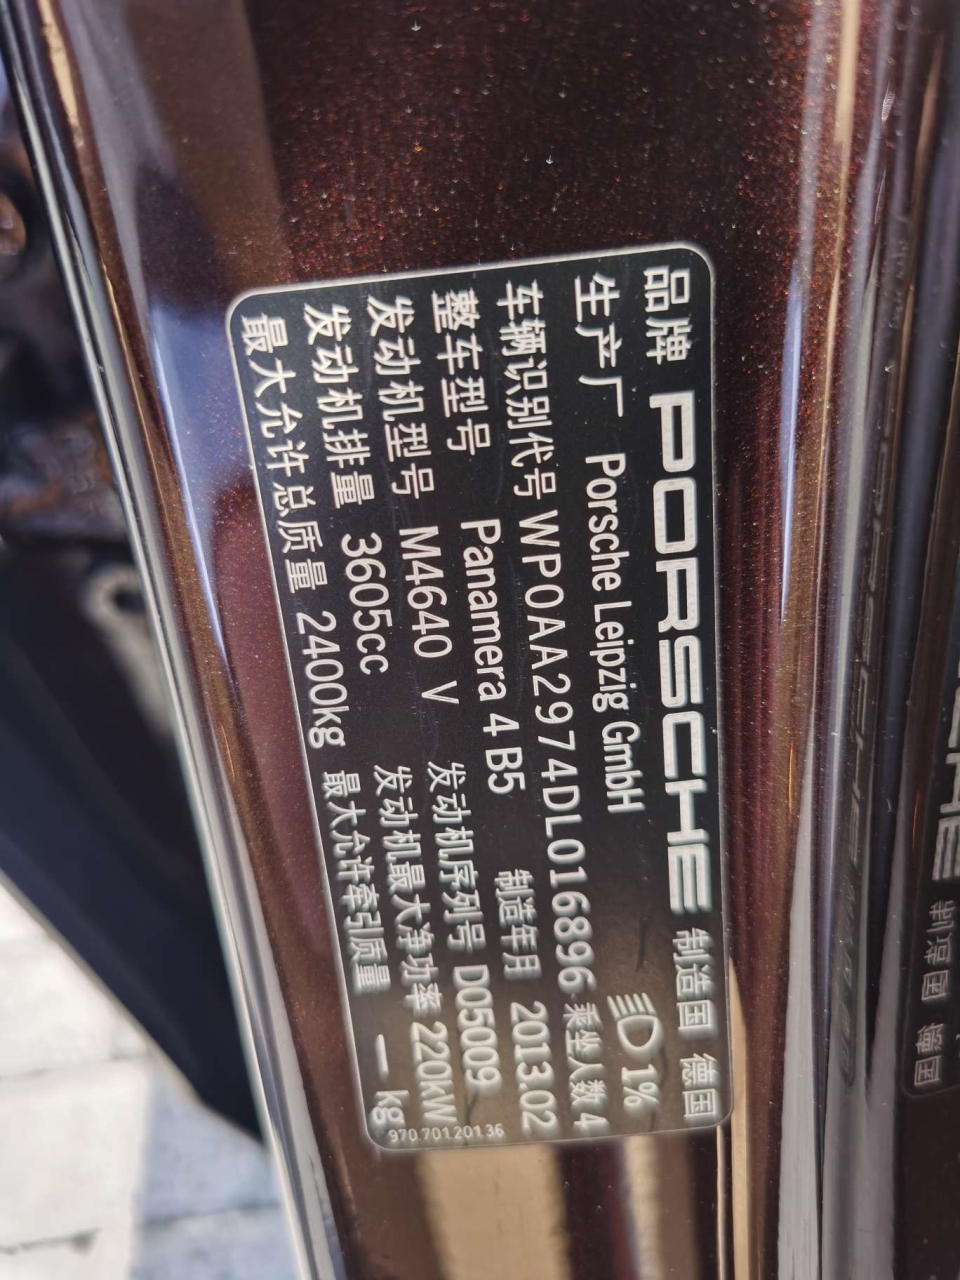 品牌 PORSCHE 制造国 德国
生产厂 Porsche Leipzig GmbH 1%
车辆识别代号 WP0AA2974DL016896 乘坐人数 4
整车型号 Panamera 4 B5 制造年月 2013.02
发动机型号 M4640 V 发动机序列号 D05009
发动机排量 3605cc 发动机最大净功率 220kW
最大允许总质量 2400kg 最大允许牵引质量 — kg
970.701.201.36